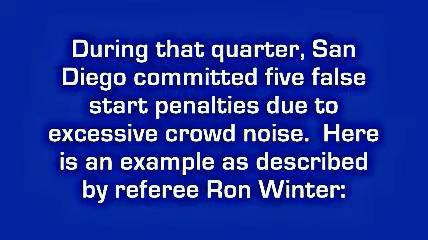 During that quarter, San
Diego committed five false
start penalties due to
excessive crowd noise.  Here
is an example as described
by referee Ron Winter: